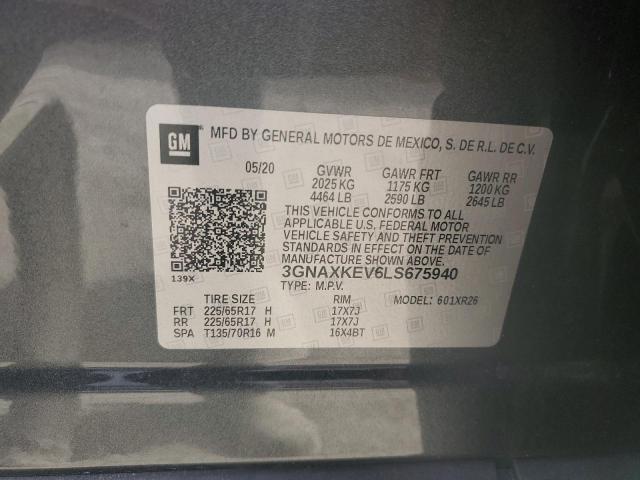 GM
MFD BY GENERAL MOTORS DE MEXICO, S. DE R.L. DE C.V.
05/20 GVWR GAWR FRT GAWR RR
2025 KG 1175 KG 1200 KG
4464 LB 2590 LB 2645 LB
THIS VEHICLE CONFORMS TO ALL
APPLICABLE U.S. FEDERAL MOTOR
VEHICLE SAFETY AND THEFT PREVENTION
STANDARDS IN EFFECT ON THE DATE OF
MANUFACTURE SHOWN ABOVE.
139X 3GNAXKEV6LS675940
TYPE: M.P.V.
TIRE SIZE RIM MODEL: 601XR26
FRT 225/65R17 H 17X7J
RR 225/65R17 H 17X7J
SPA T135/70R16 M 16X4BT